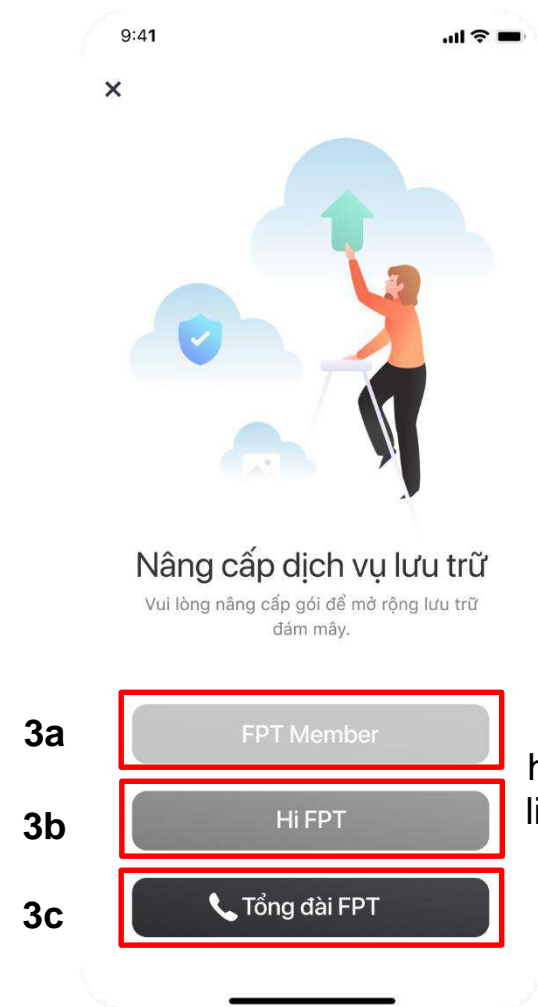 9:41
Nâng cấp dịch vụ lưu trữ
Vui lòng nâng cấp gói để mở rộng lưu trữ
đám mây.
3a
FPT Member
3b
Hi FPT
3c
Tổng đài FPT